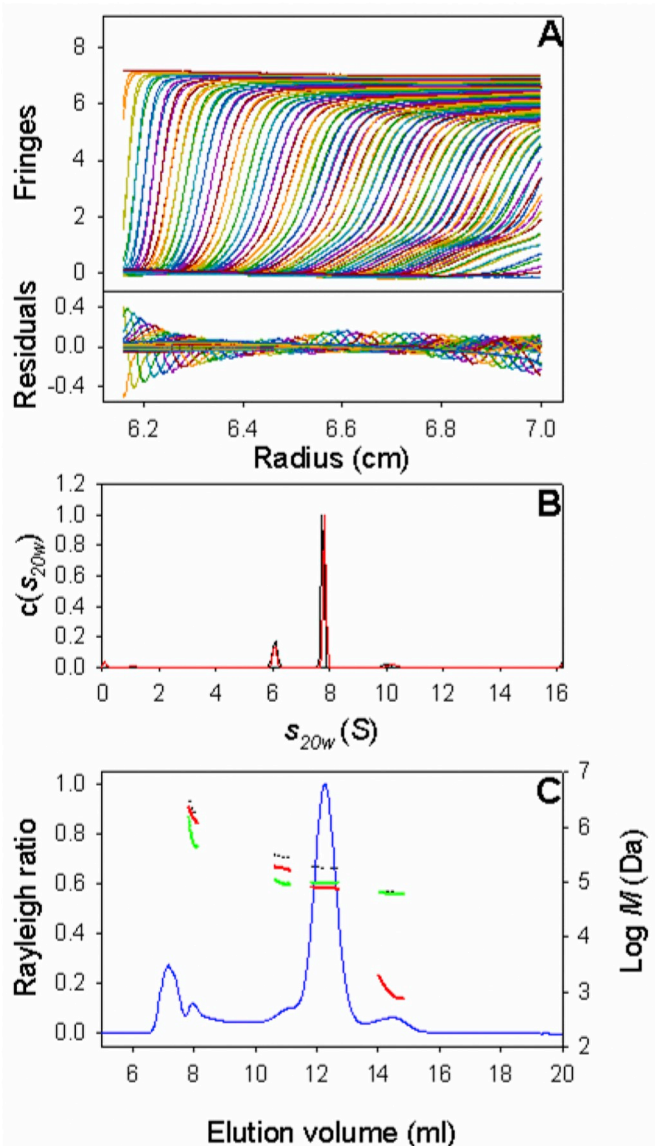 A
8
6
4
2
0
Fringes
0.4
0.0
-0.4
Residuals
6.2 6.4 6.6 6.8 7.0
Radius (cm)
B
1.2
1.0
0.8
0.6
0.4
0.2
0.0
c(s20w)
0 2 4 6 8 10 12 14 16
s20w (S)
C
1.0
0.8
0.6
0.4
0.2
0.0
Rayleigh ratio
7
6
5
4
3
2
Log M (Da)
6 8 10 12 14 16 18 20
Elution volume (ml)